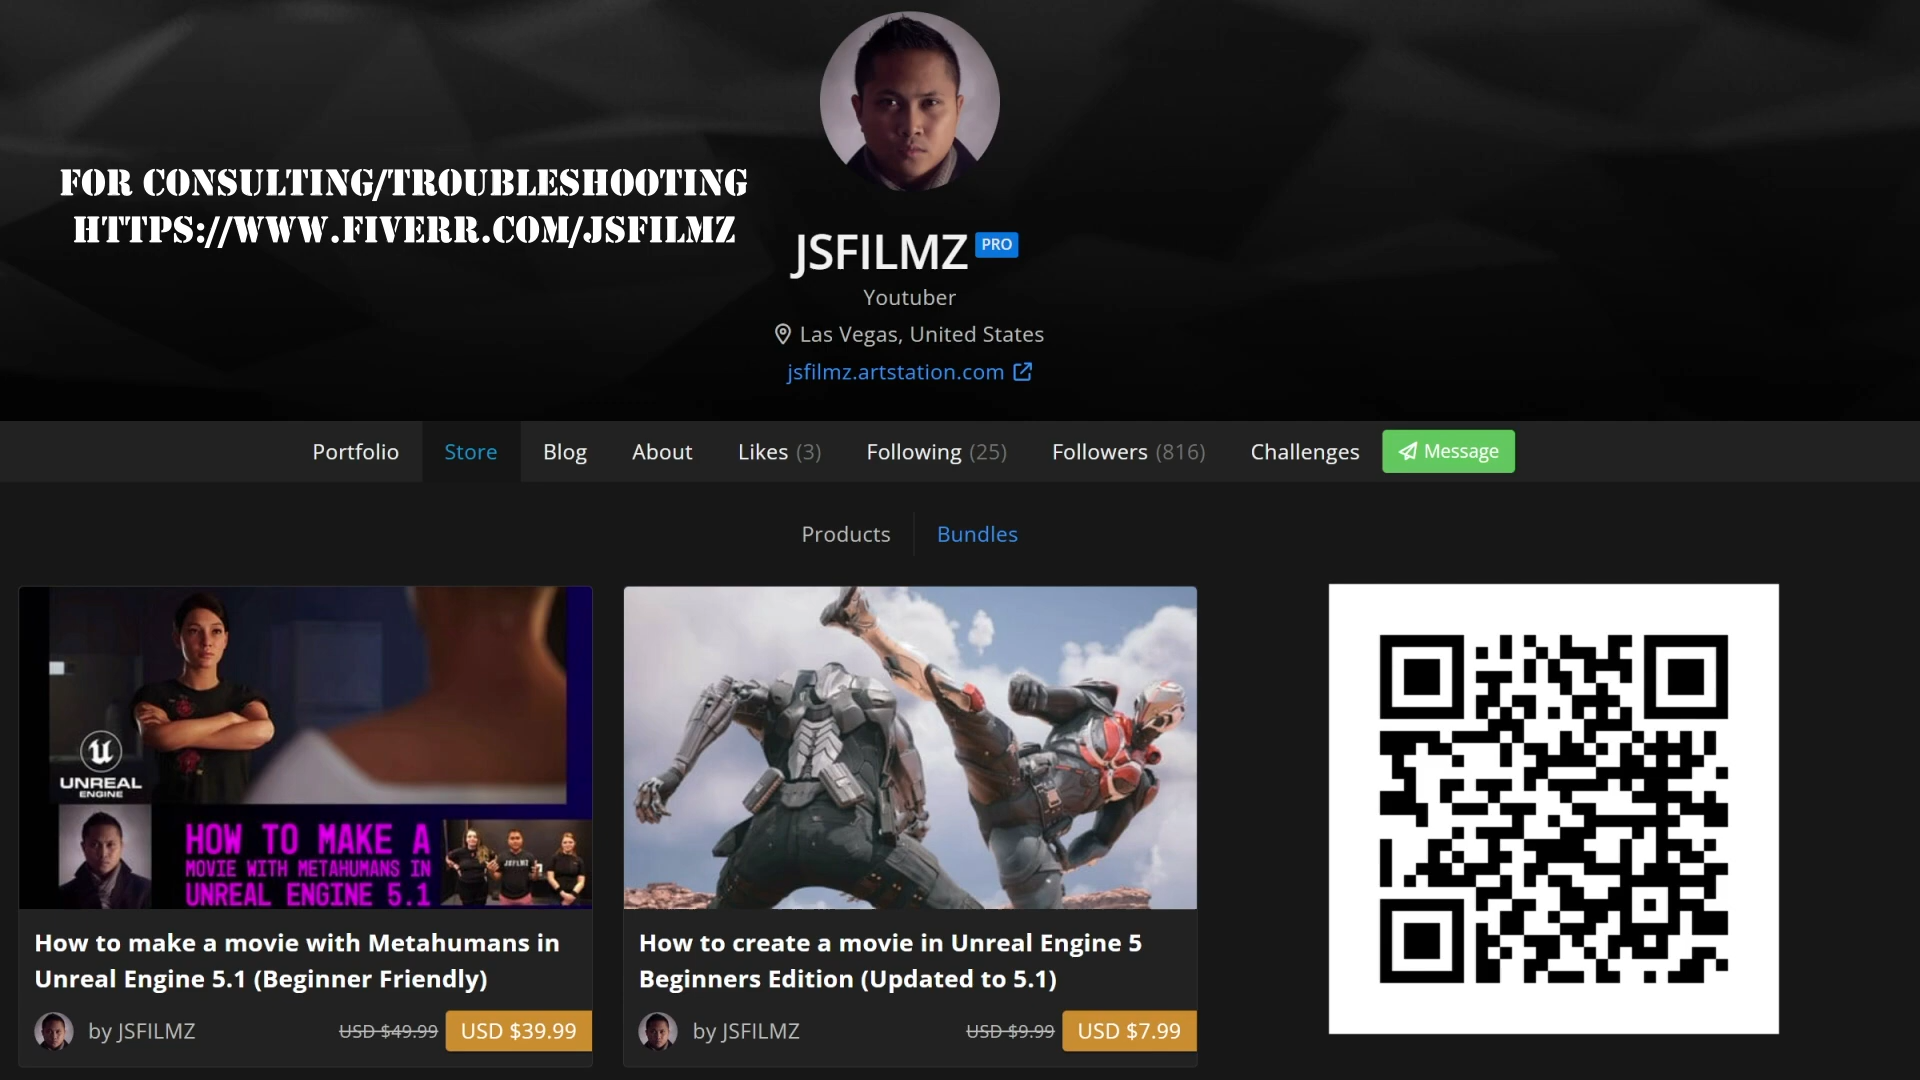 FOR CONSULTING/TROUBLESHOOTING
HTTPS://WWW.FIVERR.COM/JSFILMZ
JSFILMZ PRO
Youtuber
Las Vegas, United States
jsfilmz.artstation.com
Portfolio Store Blog About Likes (3) Following (25) Followers (816) Challenges Message
Products Bundles
UNREAL
ENGINE
HOW TO MAKE A
MOVIE WITH METAHUMANS IN
UNREAL ENGINE 5.1
JSFILMZ
How to make a movie with Metahumans in
Unreal Engine 5.1 (Beginner Friendly)
by JSFILMZ USD $49.99 USD $39.99
How to create a movie in Unreal Engine 5
Beginners Edition (Updated to 5.1)
by JSFILMZ USD $9.99 USD $7.99